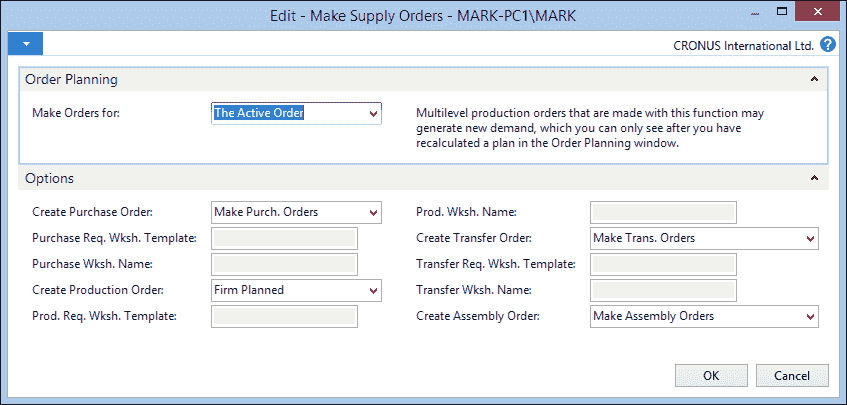 Edit - Make Supply Orders - MARK-PC1\MARK
CRONUS International Ltd. ?
Order Planning
Make Orders for: The Active Order
Multilevel production orders that are made with this function may
generate new demand, which you can only see after you have
recalculated a plan in the Order Planning window.
Options
Create Purchase Order: Make Purch. Orders
Purchase Req. Wksh. Template:
Purchase Wksh. Name:
Create Production Order: Firm Planned
Prod. Req. Wksh. Template:
Prod. Wksh. Name:
Create Transfer Order: Make Trans. Orders
Transfer Req. Wksh. Template:
Transfer Wksh. Name:
Create Assembly Order: Make Assembly Orders
OK Cancel